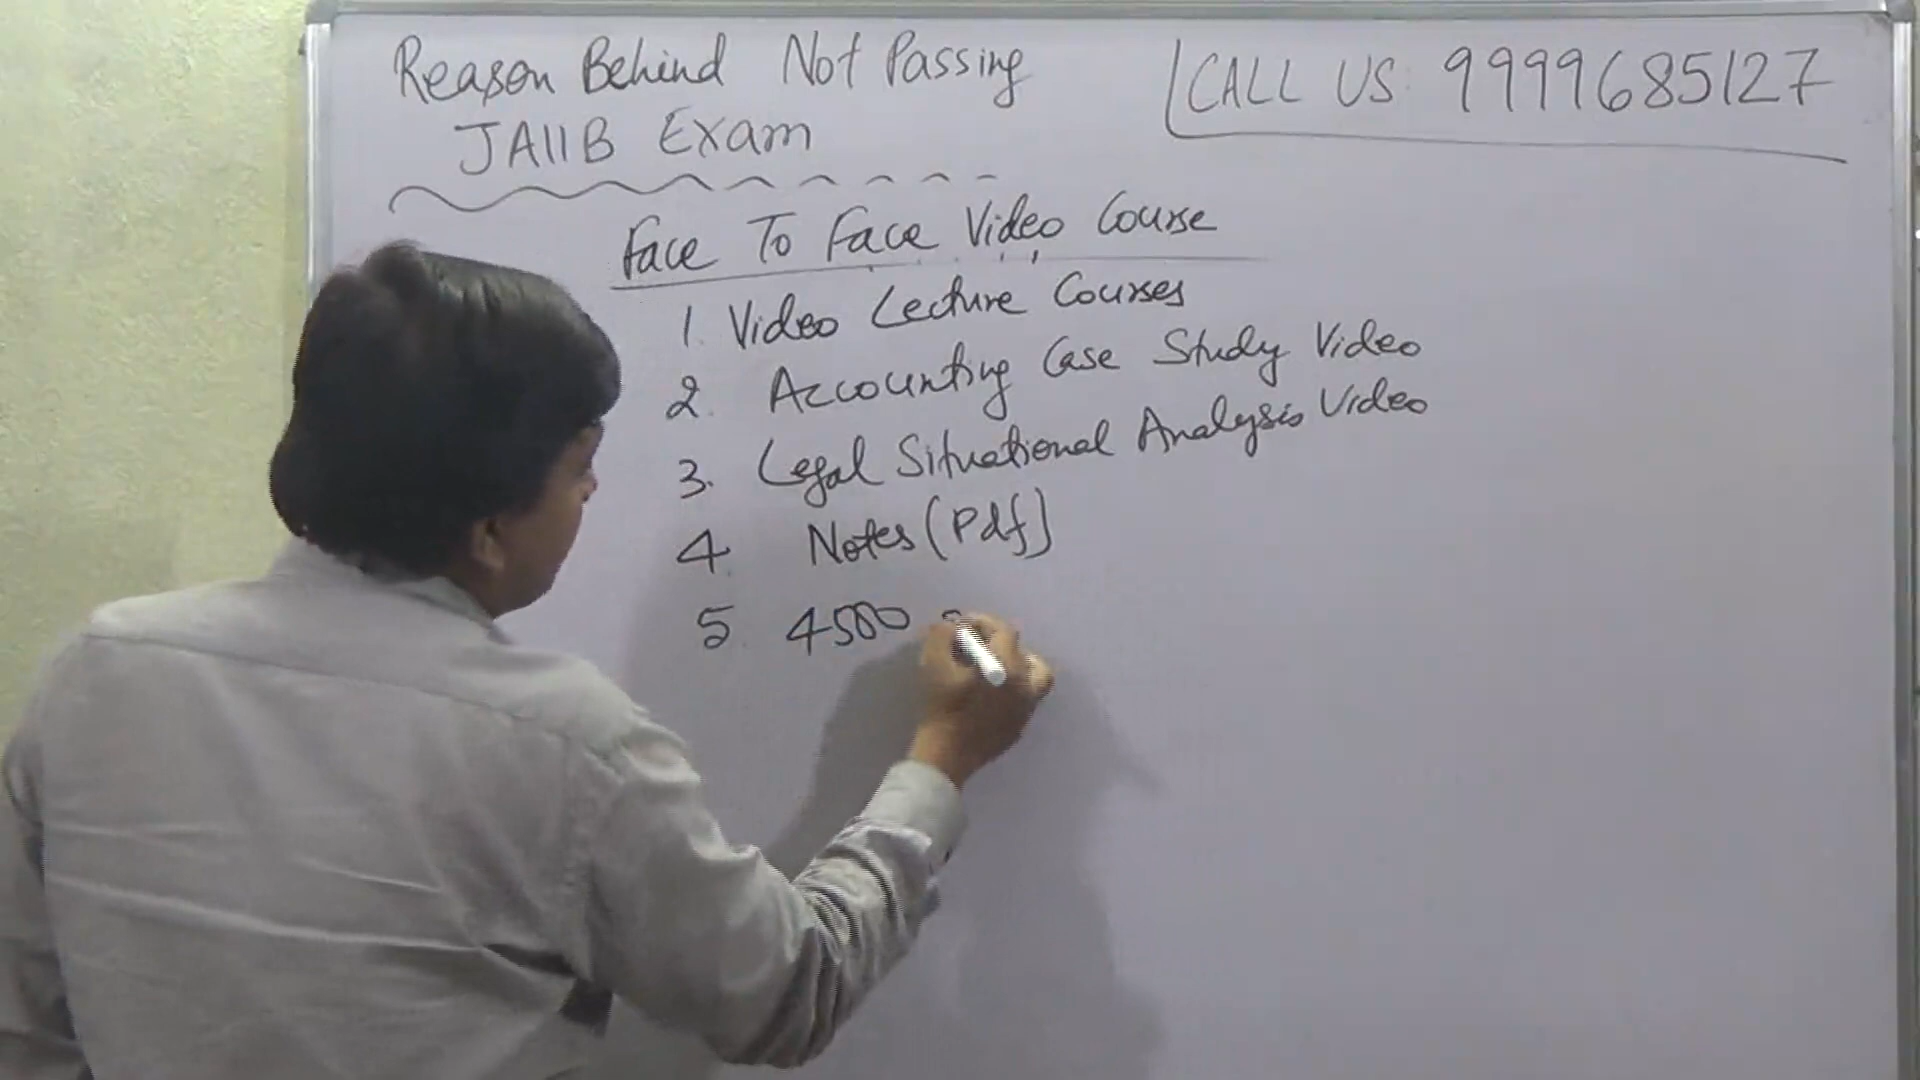 Reason Behind Not Passing
JAIIB Exam
CALL US: 9999685127
Face To Face Video Course
1. Video Lecture Courses
2. Accounting Case Study Video
3. Legal Situational Analysis Video
4. Notes (Pdf)
5. 4500